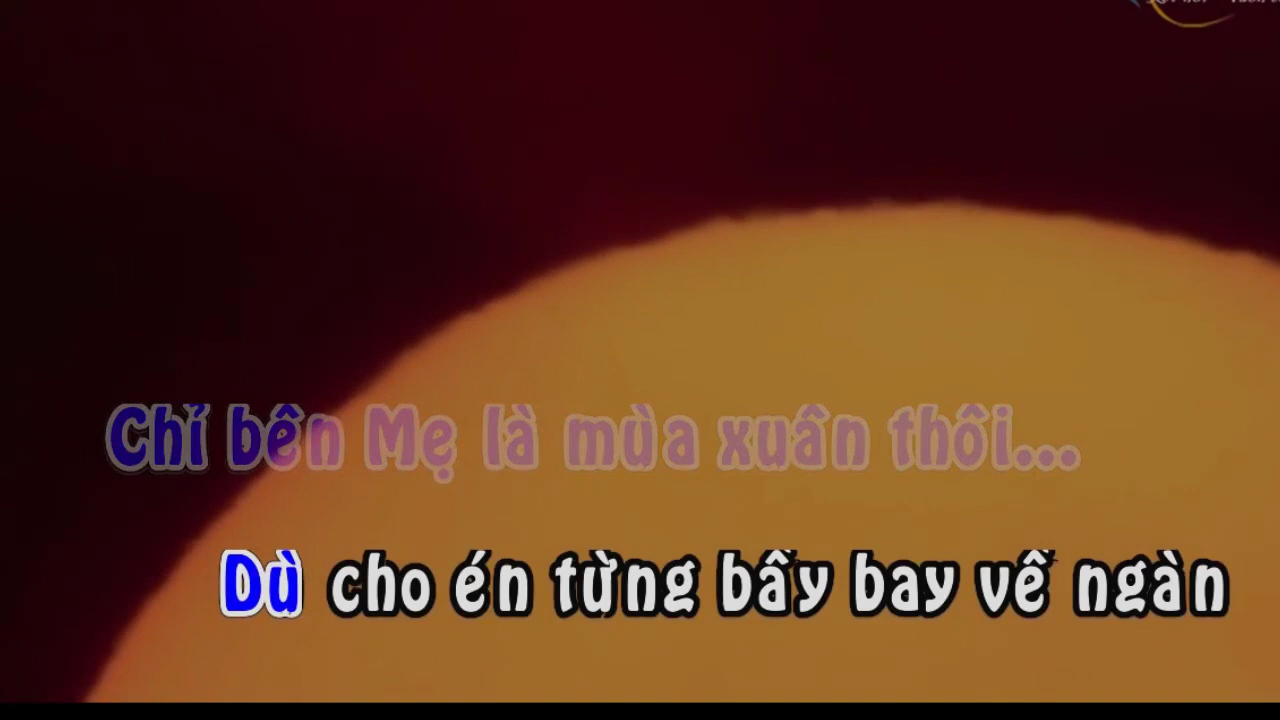 Chỉ bên Mẹ là mùa xuân thôi...
Dù cho én từng bầy bay về ngàn